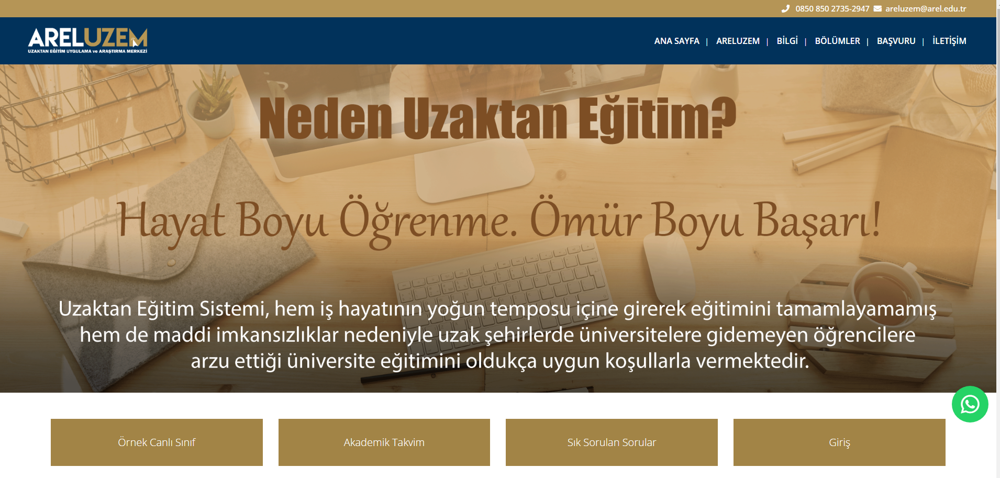 0850 850 2735-2947 areluzem@arel.edu.tr
ARELUZEM
UZAKTAN EĞİTİM UYGULAMA ve ARAŞTIRMA MERKEZİ
ANA SAYFA | ARELUZEM | BİLGİ | BÖLÜMLER | BAŞVURU | İLETİŞİM
Neden Uzaktan Eğitim?
Hayat Boyu Öğrenme. Ömür Boyu Başarı!
Uzaktan Eğitim Sistemi, hem iş hayatının yoğun temposu içine girerek eğitimini tamamlayamamış
hem de maddi imkansızlıklar nedeniyle uzak şehirlerde üniversitelere gidemeyen öğrencilere
arzu ettiği üniversite eğitimini oldukça uygun koşullarla vermektedir.
Örnek Canlı Sınıf
Akademik Takvim
Sık Sorulan Sorular
Giriş